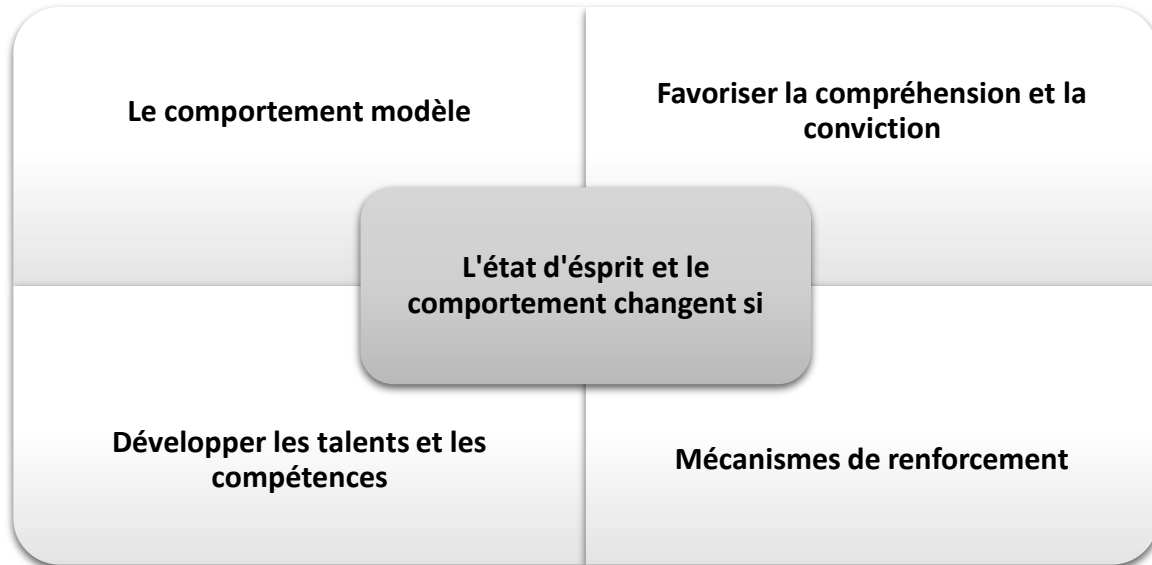 Le comportement modèle
Favoriser la compréhension et la
conviction
L'état d'ésprit et le
comportement changent si
Développer les talents et les
compétences
Mécanismes de renforcement